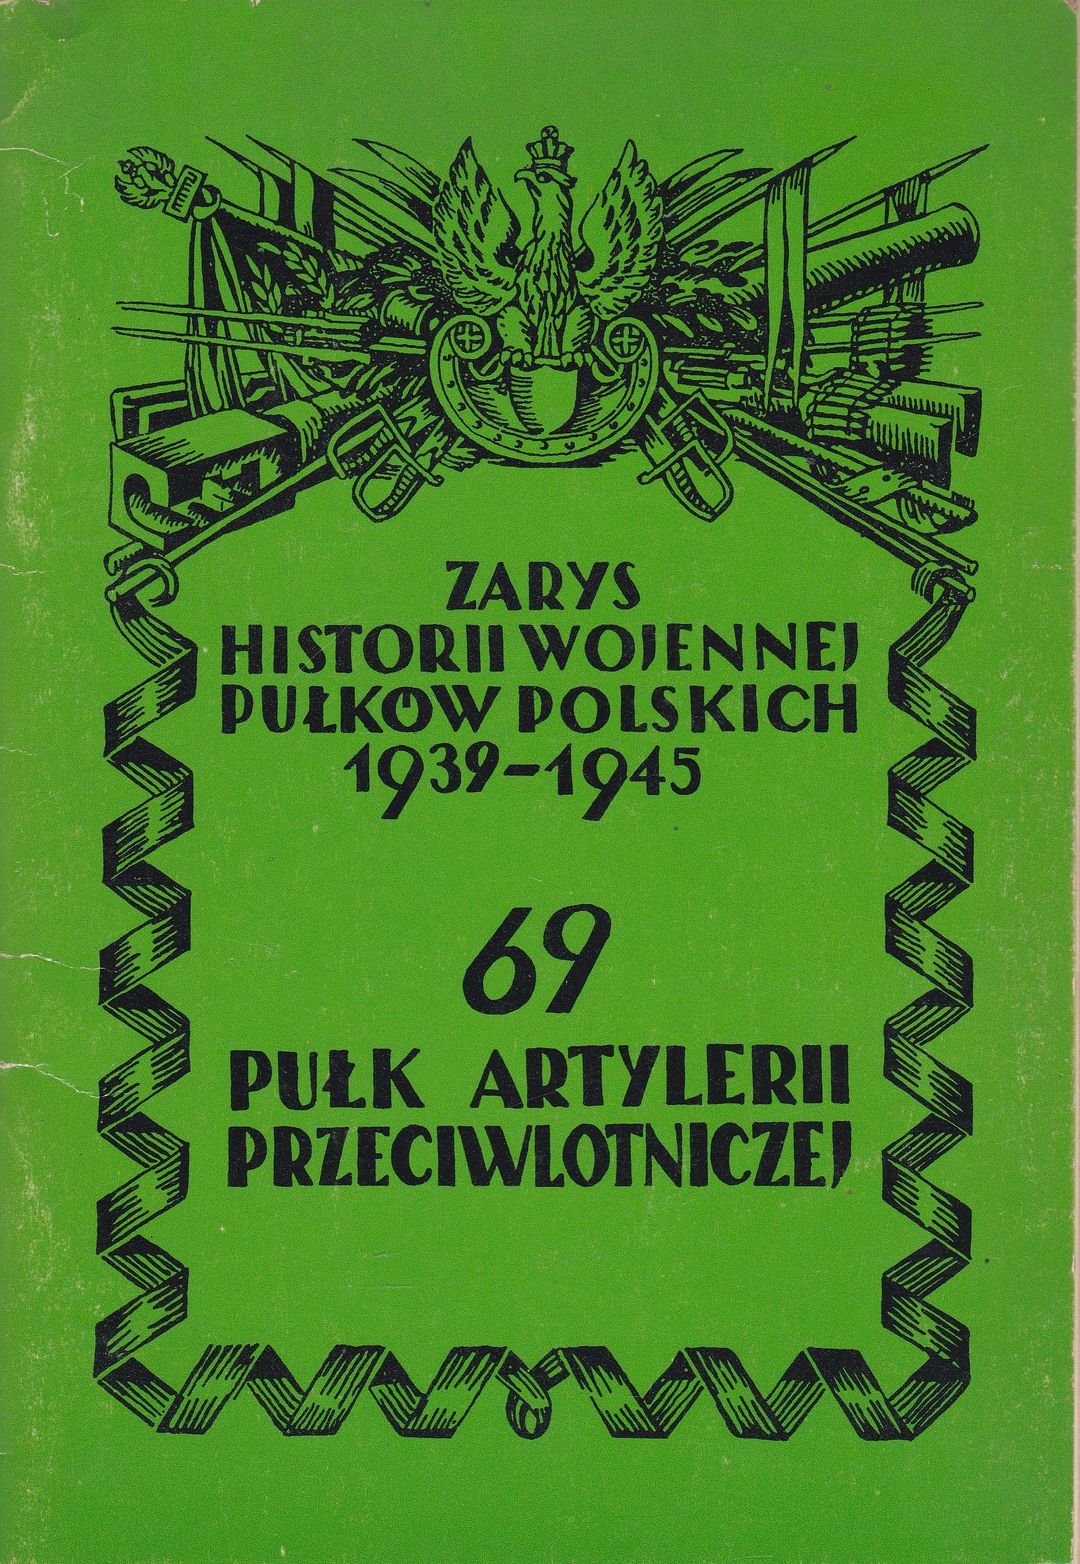 ZARYS
HISTORII WOJENNEJ
PUŁKÓW POLSKICH
1939-1945
69
PUŁK ARTYLERII
PRZECIWLOTNICZEJ